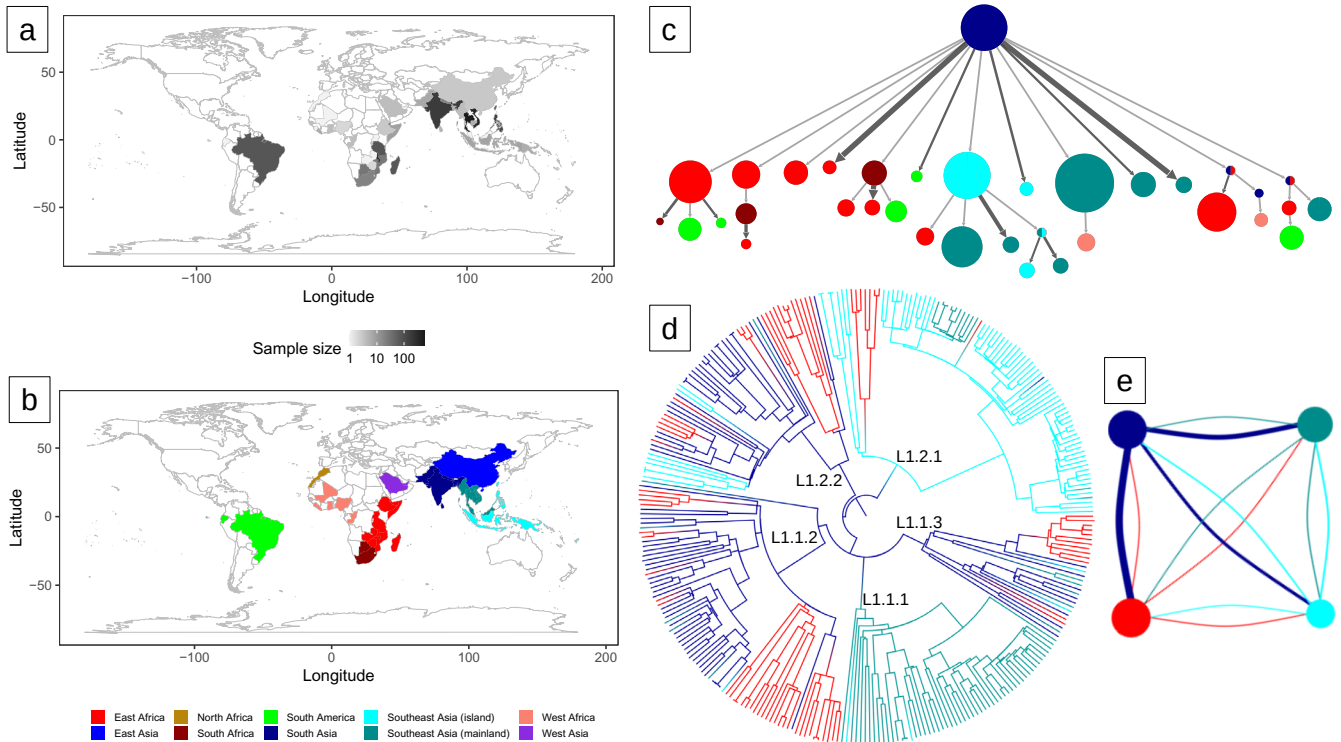 a
50
0
−50
Latitude
−100
0
100
200
Longitude
Sample size
1 10 100
b
50
0
−50
Latitude
−100
0
100
200
Longitude
East Africa
North Africa
South America
Southeast Asia (island)
West Africa
East Asia
South Africa
South Asia
Southeast Asia (mainland)
West Asia
c
d
L1.2.1
L1.2.2
L1.1.3
L1.1.2
L1.1.1
e